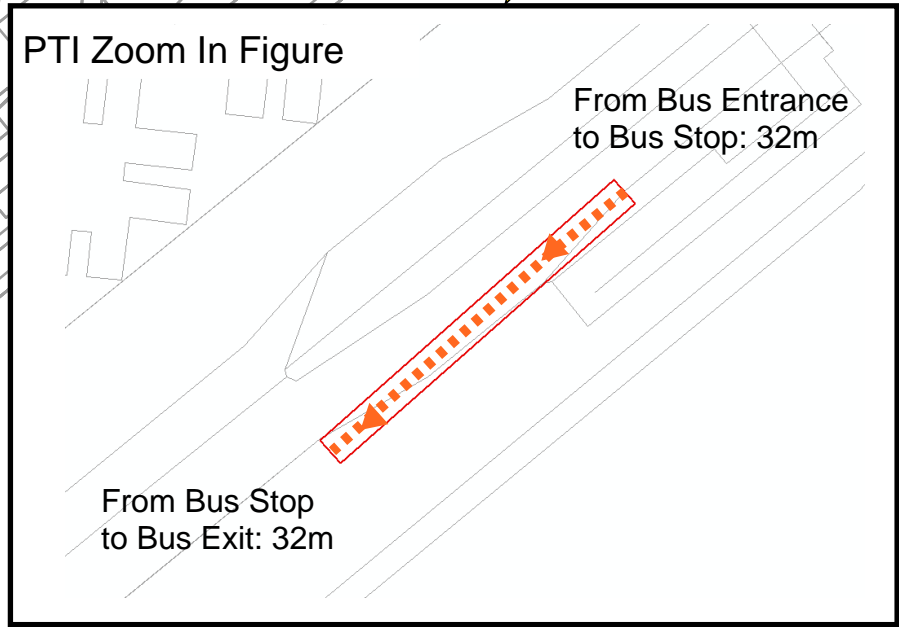 PTI Zoom In Figure
From Bus Entrance
to Bus Stop: 32m
From Bus Stop
to Bus Exit: 32m